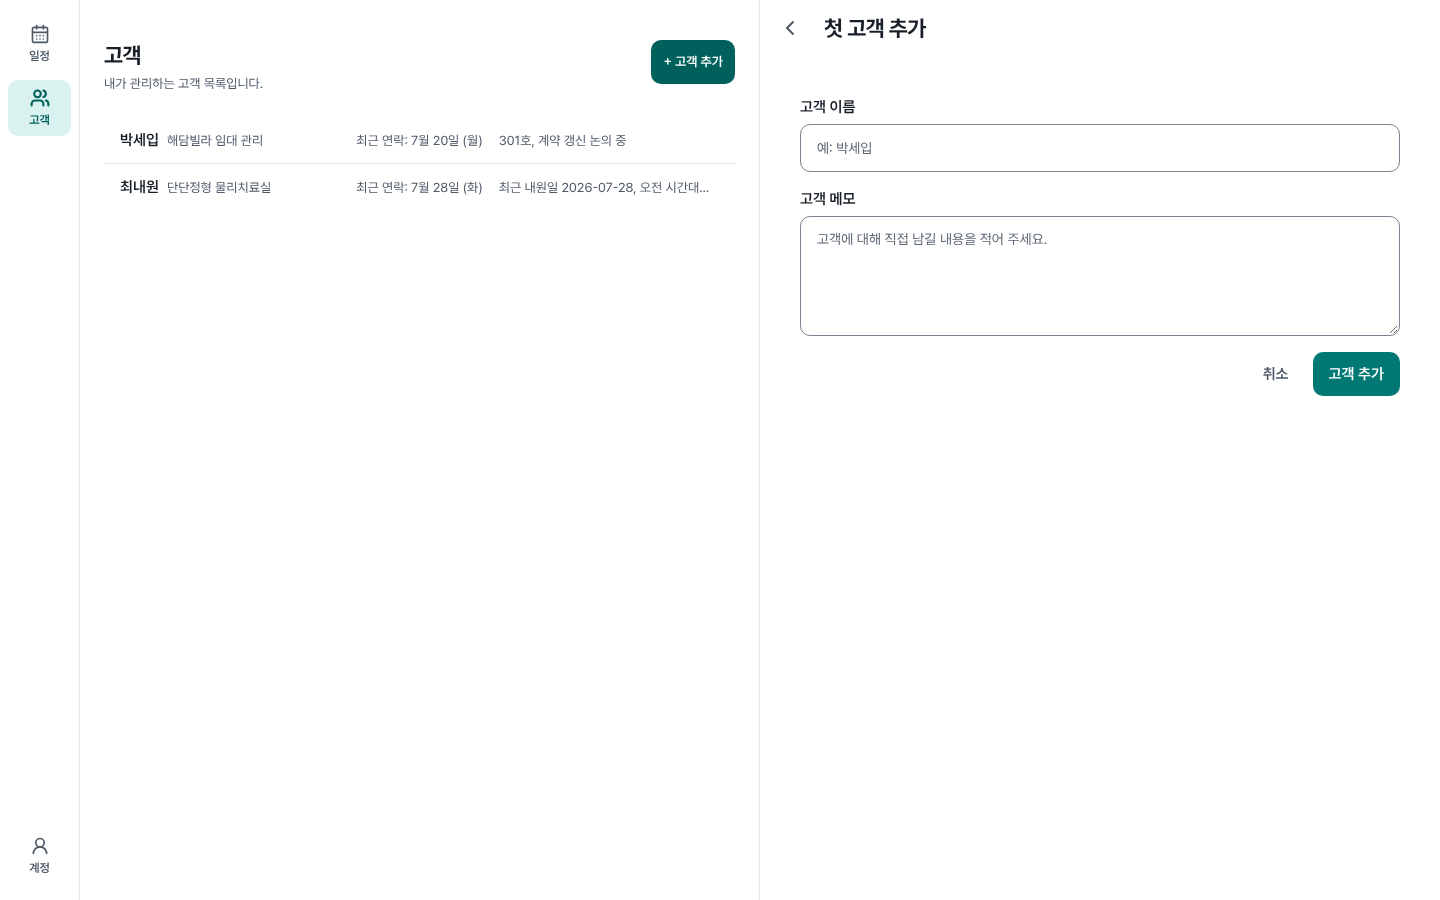 일정
고객
계정
고객
내가 관리하는 고객 목록입니다.
+ 고객 추가
박세입 해담빌라 임대 관리 최근 연락: 7월 20일 (월) 301호, 계약 갱신 논의 중
최내원 단단정형 물리치료실 최근 연락: 7월 28일 (화) 최근 내원일 2026-07-28, 오전 시간대...
첫 고객 추가
고객 이름
예: 박세입
고객 메모
고객에 대해 직접 남길 내용을 적어 주세요.
취소
고객 추가